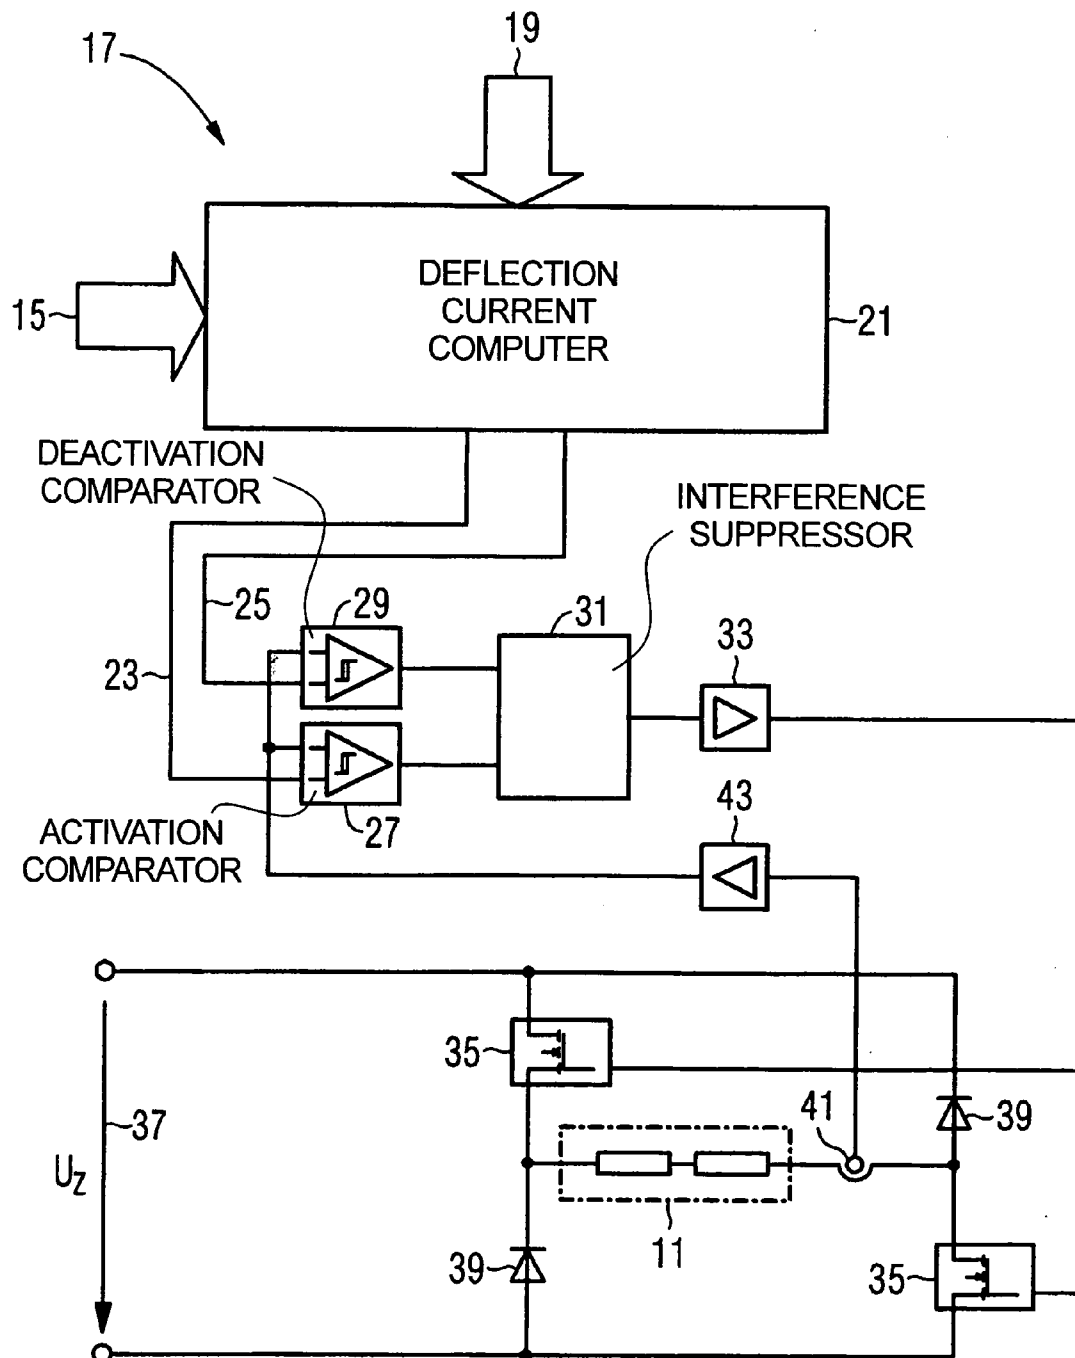 19
17
DEFLECTION
CURRENT
COMPUTER
15
21
DEACTIVATION
COMPARATOR
INTERFERENCE
SUPPRESSOR
25
29
31
33
23
27
43
ACTIVATION
COMPARATOR
35
37
41
39
UZ
11
39
35